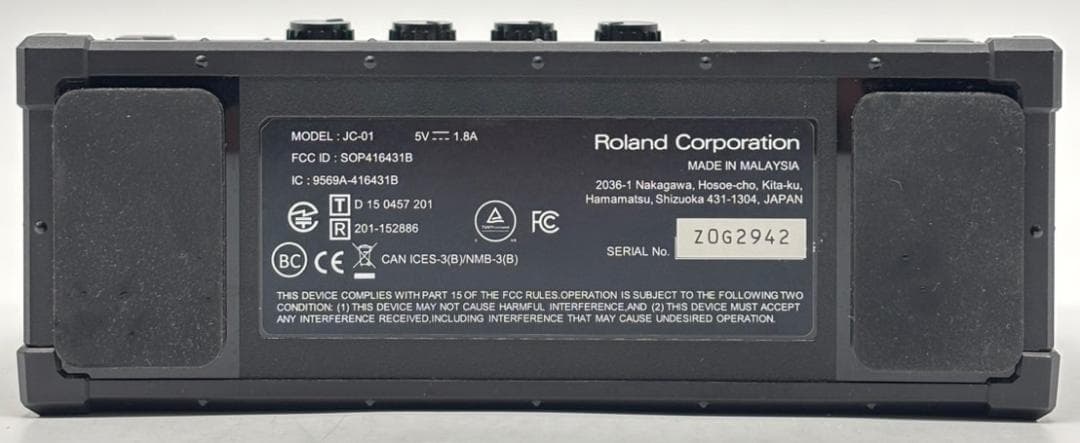 MODEL : JC-01 5V 1.8A
FCC ID : SOP416431B
IC : 9569A-416431B
T D 15 0457 201
R 201-152886
FC
BC CE CAN ICES-3(B)/NMB-3(B)
Roland Corporation
MADE IN MALAYSIA
2036-1 Nakagawa, Hosoe-cho, Kita-ku,
Hamamatsu, Shizuoka 431-1304, JAPAN
SERIAL No. Z0G2942
THIS DEVICE COMPLIES WITH PART 15 OF THE FCC RULES.OPERATION IS SUBJECT TO THE FOLLOWING TWO
CONDITION: (1) THIS DEVICE MAY NOT CAUSE HARMFUL INTERFERENCE,AND (2) THIS DEVICE MUST ACCEPT
ANY INTERFERENCE RECEIVED,INCLUDING INTERFERENCE THAT MAY CAUSE UNDESIRED OPERATION.